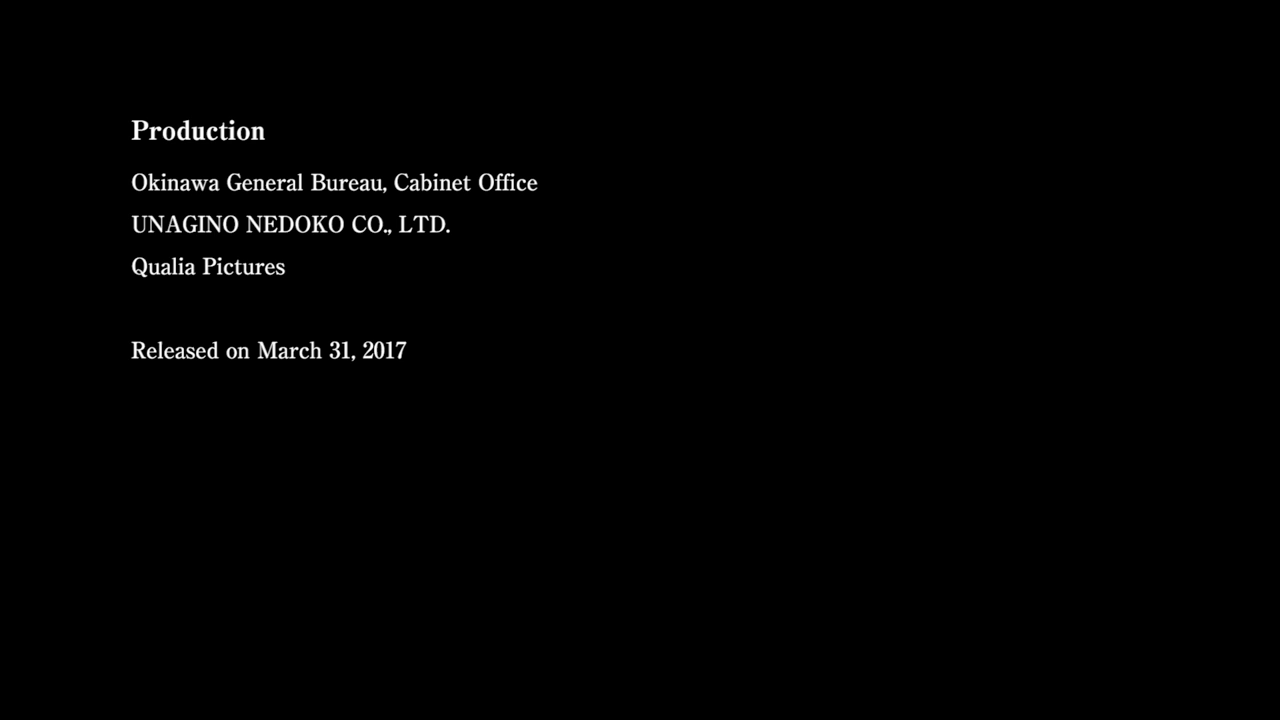 Production
Okinawa General Bureau, Cabinet Office
UNAGINO NEDOKO CO., LTD.
Qualia Pictures
Released on March 31, 2017